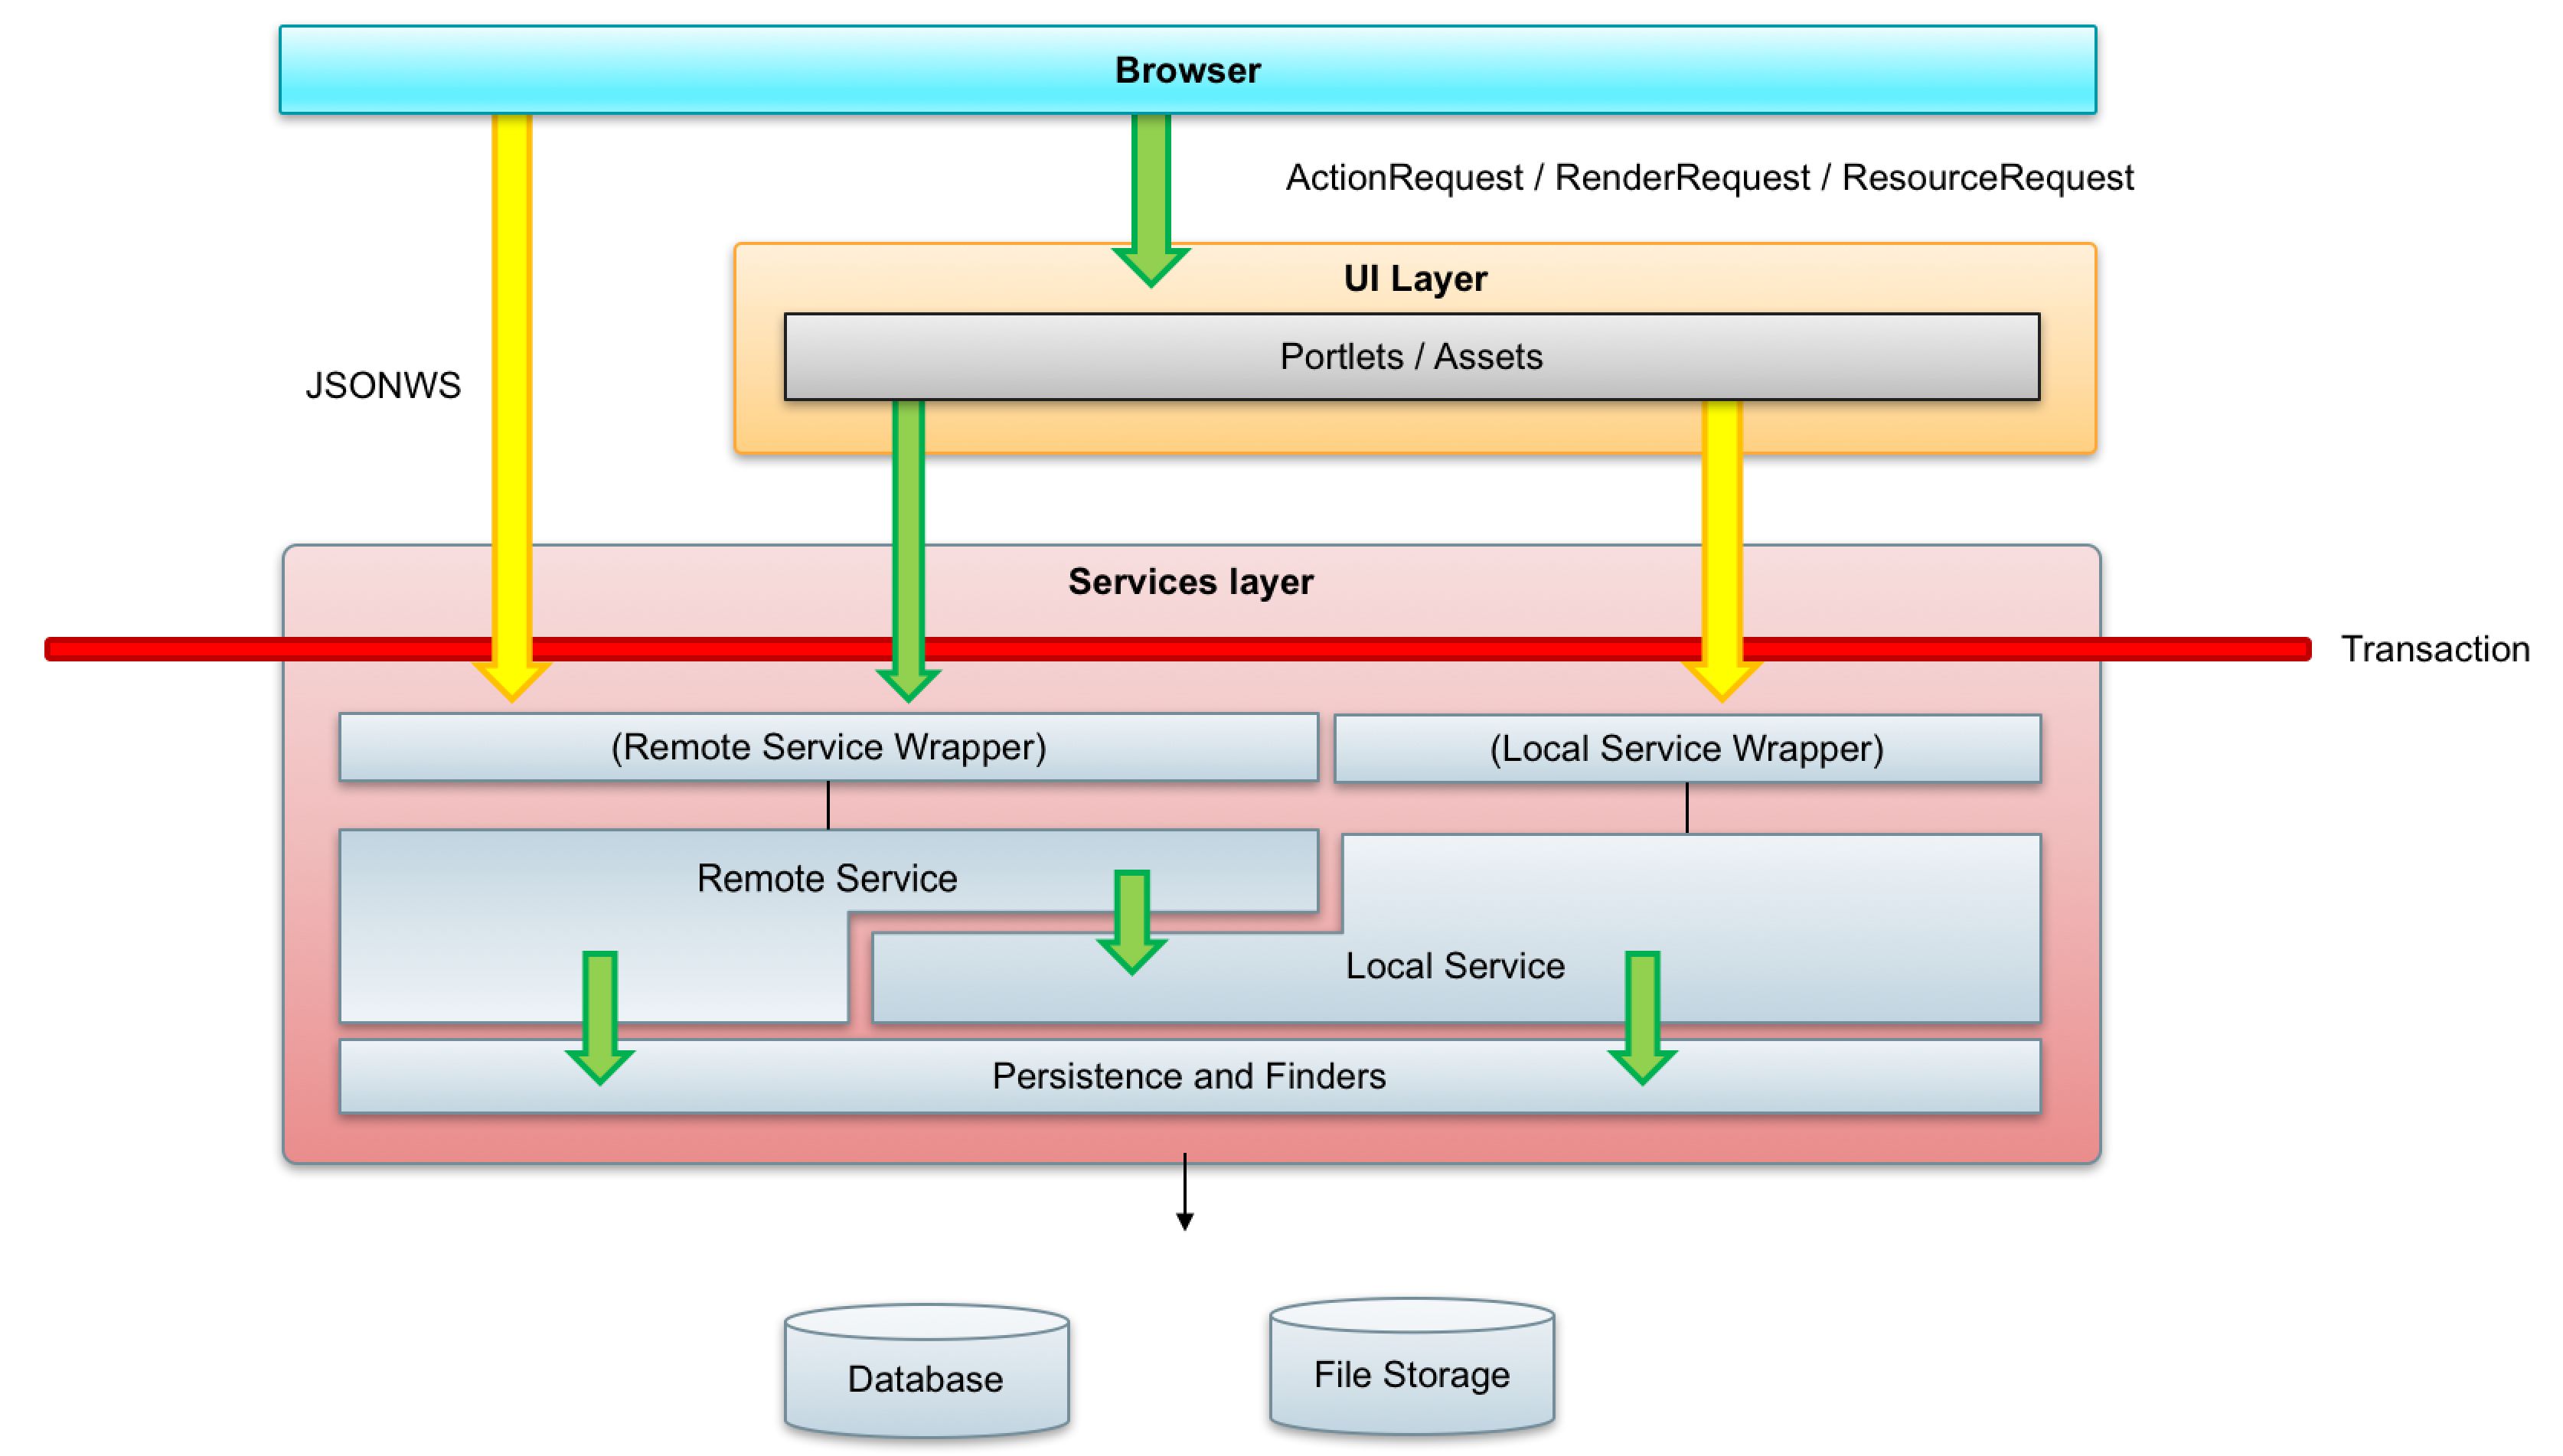 Browser
ActionRequest / RenderRequest / ResourceRequest
UI Layer
Portlets / Assets
JSONWS
Services layer
Transaction
(Remote Service Wrapper)
(Local Service Wrapper)
Remote Service
Local Service
Persistence and Finders
Database
File Storage